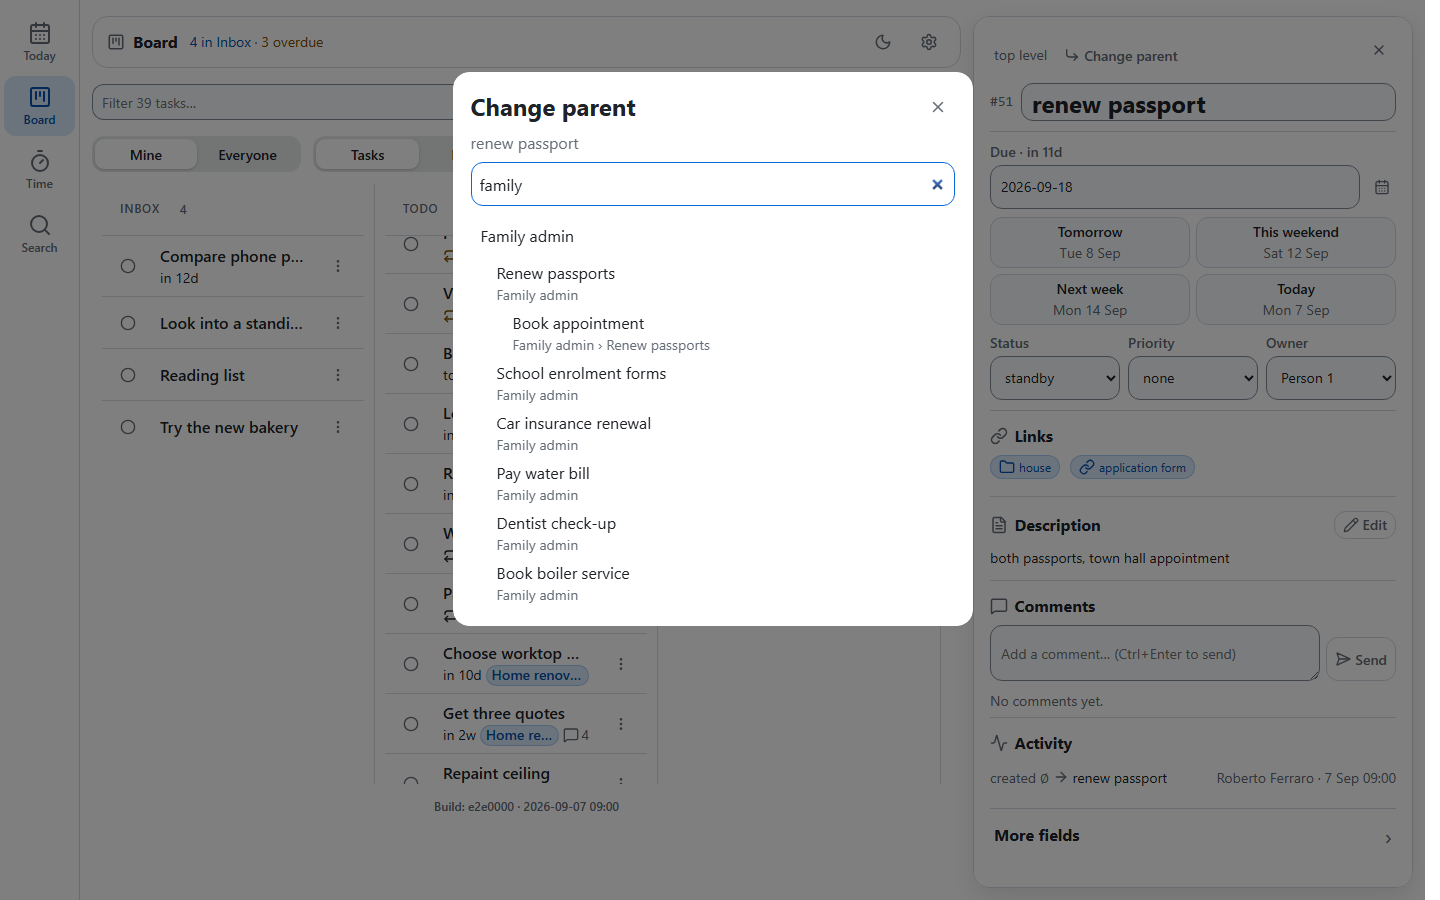 Today
Board
Time
Search
Board 4 in Inbox · 3 overdue
Filter 39 tasks...
Mine Everyone Tasks
INBOX 4
Compare phone p...
in 12d
Look into a standi...
Reading list
Try the new bakery
TODO
Choose worktop ...
in 10d Home renov...
Get three quotes
in 2w Home re... 4
Repaint ceiling
Build: e2e0000 · 2026-09-07 09:00
Change parent
renew passport
family
Family admin
Renew passports
Family admin
Book appointment
Family admin › Renew passports
School enrolment forms
Family admin
Car insurance renewal
Family admin
Pay water bill
Family admin
Dentist check-up
Family admin
Book boiler service
Family admin
top level Change parent
#51 renew passport
Due · in 11d
2026-09-18
Tomorrow
Tue 8 Sep
This weekend
Sat 12 Sep
Next week
Mon 14 Sep
Today
Mon 7 Sep
Status Priority Owner
standby none Person 1
Links
house application form
Description Edit
both passports, town hall appointment
Comments
Add a comment... (Ctrl+Enter to send) Send
No comments yet.
Activity
created ∅ → renew passport Roberto Ferraro · 7 Sep 09:00
More fields